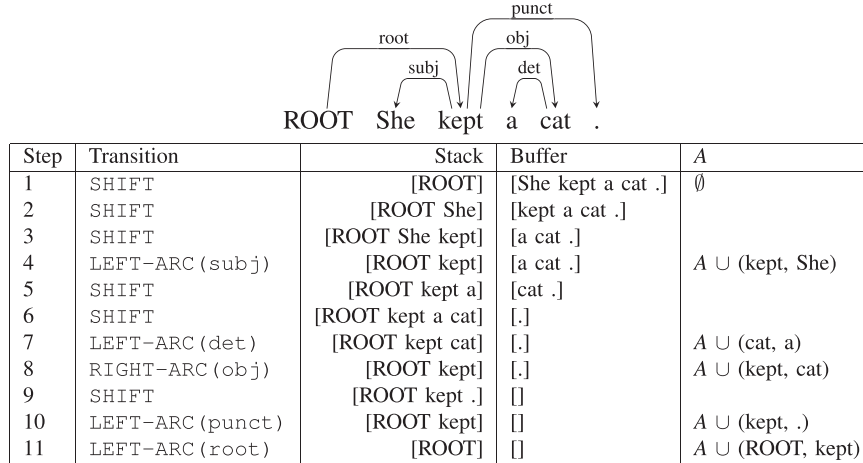 punct
root obj
subj det
ROOT She kept a cat .
Step Transition Stack Buffer A
1 SHIFT [ROOT] [She kept a cat .] ∅
2 SHIFT [ROOT She] [kept a cat .]
3 SHIFT [ROOT She kept] [a cat .]
4 LEFT-ARC(subj) [ROOT kept] [a cat .] A ∪ (kept, She)
5 SHIFT [ROOT kept a] [cat .]
6 SHIFT [ROOT kept a cat] [.]
7 LEFT-ARC(det) [ROOT kept cat] [.] A ∪ (cat, a)
8 RIGHT-ARC(obj) [ROOT kept] [.] A ∪ (kept, cat)
9 SHIFT [ROOT kept .] []
10 LEFT-ARC(punct) [ROOT kept] [] A ∪ (kept, .)
11 LEFT-ARC(root) [ROOT] [] A ∪ (ROOT, kept)